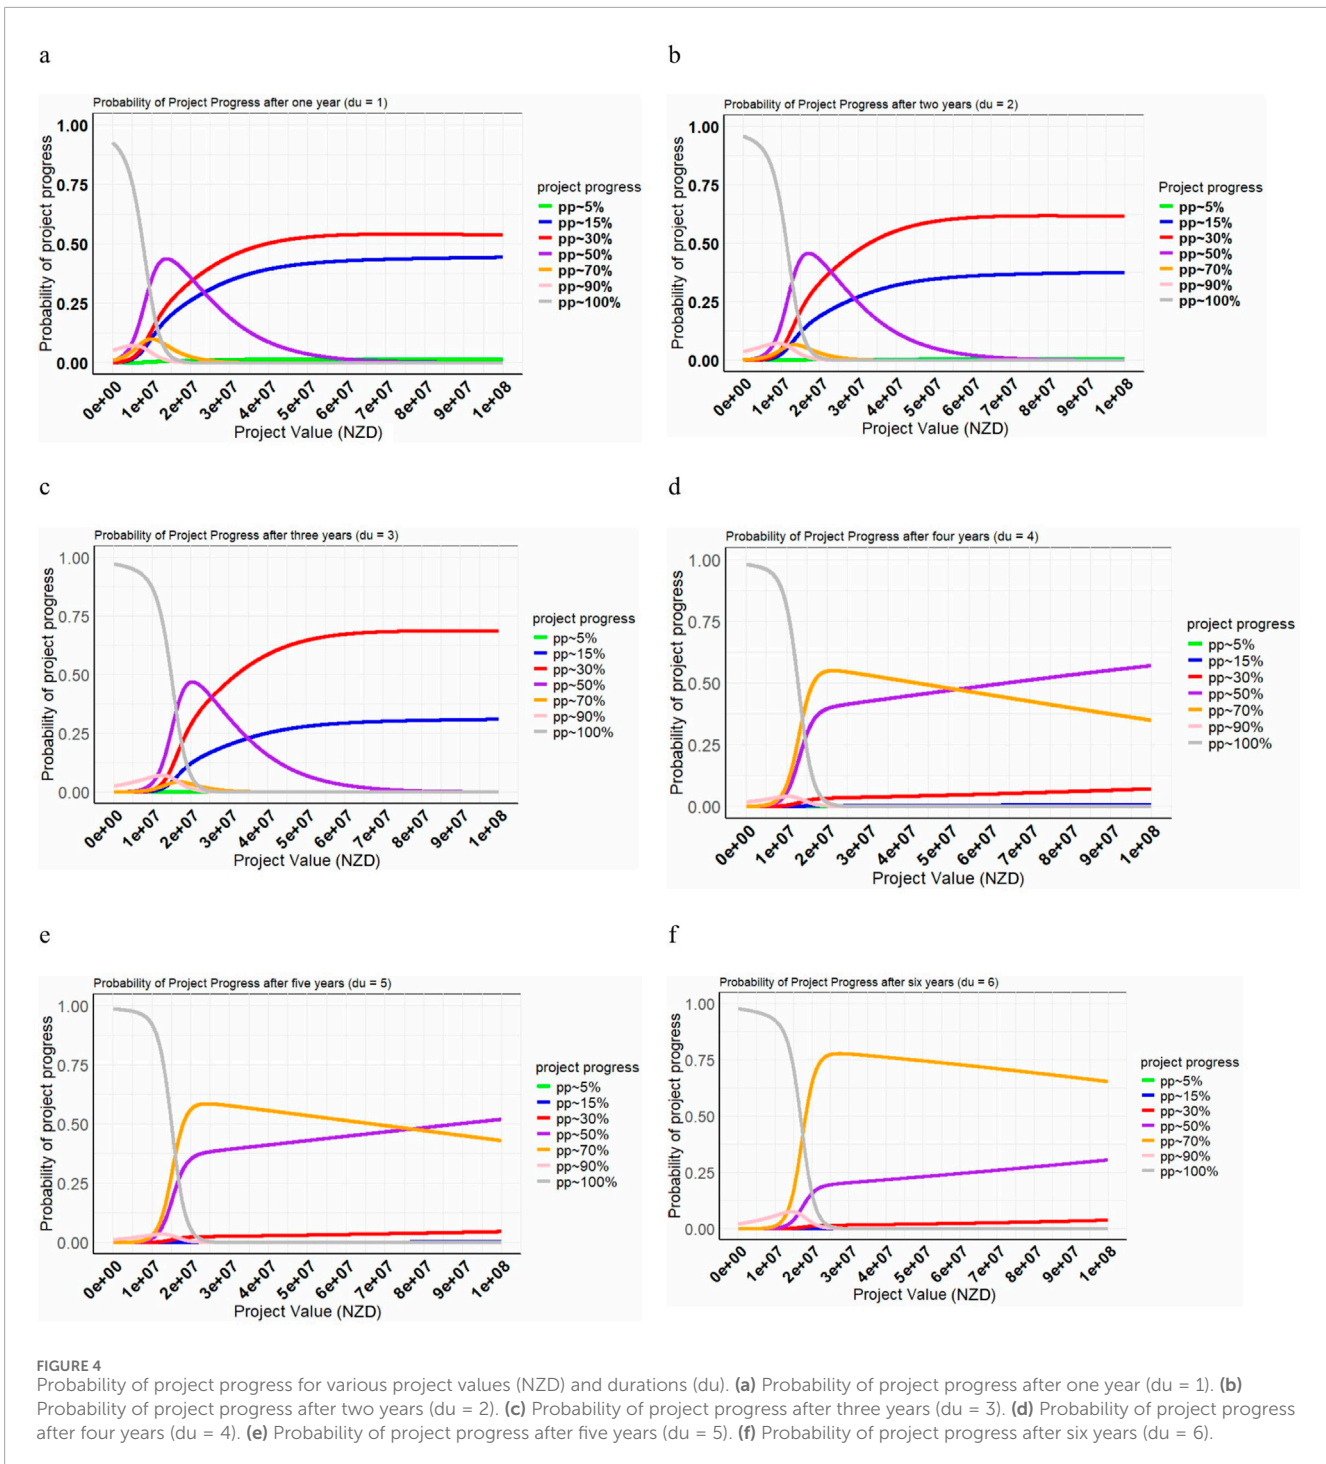 a
Probability of Project Progress after one year (du = 1)
Probability of project progress
1.00
0.75
0.50
0.25
0.00
0e+00
1e+07
2e+07
3e+07
4e+07
5e+07
6e+07
7e+07
8e+07
9e+07
1e+08
Project Value (NZD)
project progress
pp~5%
pp~15%
pp~30%
pp~50%
pp~70%
pp~90%
pp~100%
b
Probability of Project Progress after two years (du = 2)
Probability of project progress
1.00
0.75
0.50
0.25
0.00
0e+00
1e+07
2e+07
3e+07
4e+07
5e+07
6e+07
7e+07
8e+07
9e+07
1e+08
Project Value (NZD)
Project progress
pp~5%
pp~15%
pp~30%
pp~50%
pp~70%
pp~90%
pp~100%
c
Probability of Project Progress after three years (du = 3)
Probability of project progress
1.00
0.75
0.50
0.25
0.00
0e+00
1e+07
2e+07
3e+07
4e+07
5e+07
6e+07
7e+07
8e+07
9e+07
1e+08
Project Value (NZD)
project progress
pp~5%
pp~15%
pp~30%
pp~50%
pp~70%
pp~90%
pp~100%
d
Probability of Project Progress after four years (du = 4)
Probability of project progress
1.00
0.75
0.50
0.25
0.00
0e+00
1e+07
2e+07
3e+07
4e+07
5e+07
6e+07
7e+07
8e+07
9e+07
1e+08
Project Value (NZD)
project progress
pp~5%
pp~15%
pp~30%
pp~50%
pp~70%
pp~90%
pp~100%
e
Probability of Project Progress after five years (du = 5)
Probability of project progress
1.00
0.75
0.50
0.25
0.00
0e+00
1e+07
2e+07
3e+07
4e+07
5e+07
6e+07
7e+07
8e+07
9e+07
1e+08
Project Value (NZD)
project progress
pp~5%
pp~15%
pp~30%
pp~50%
pp~70%
pp~90%
pp~100%
f
Probability of Project Progress after six years (du = 6)
Probability of project progress
1.00
0.75
0.50
0.25
0.00
0e+00
1e+07
2e+07
3e+07
4e+07
5e+07
6e+07
7e+07
8e+07
9e+07
1e+08
Project Value (NZD)
project progress
pp~5%
pp~15%
pp~30%
pp~50%
pp~70%
pp~90%
pp~100%
FIGURE 4
Probability of project progress for various project values (NZD) and durations (du). (a) Probability of project progress after one year (du = 1). (b)
Probability of project progress after two years (du = 2). (c) Probability of project progress after three years (du = 3). (d) Probability of project progress
after four years (du = 4). (e) Probability of project progress after five years (du = 5). (f) Probability of project progress after six years (du = 6).